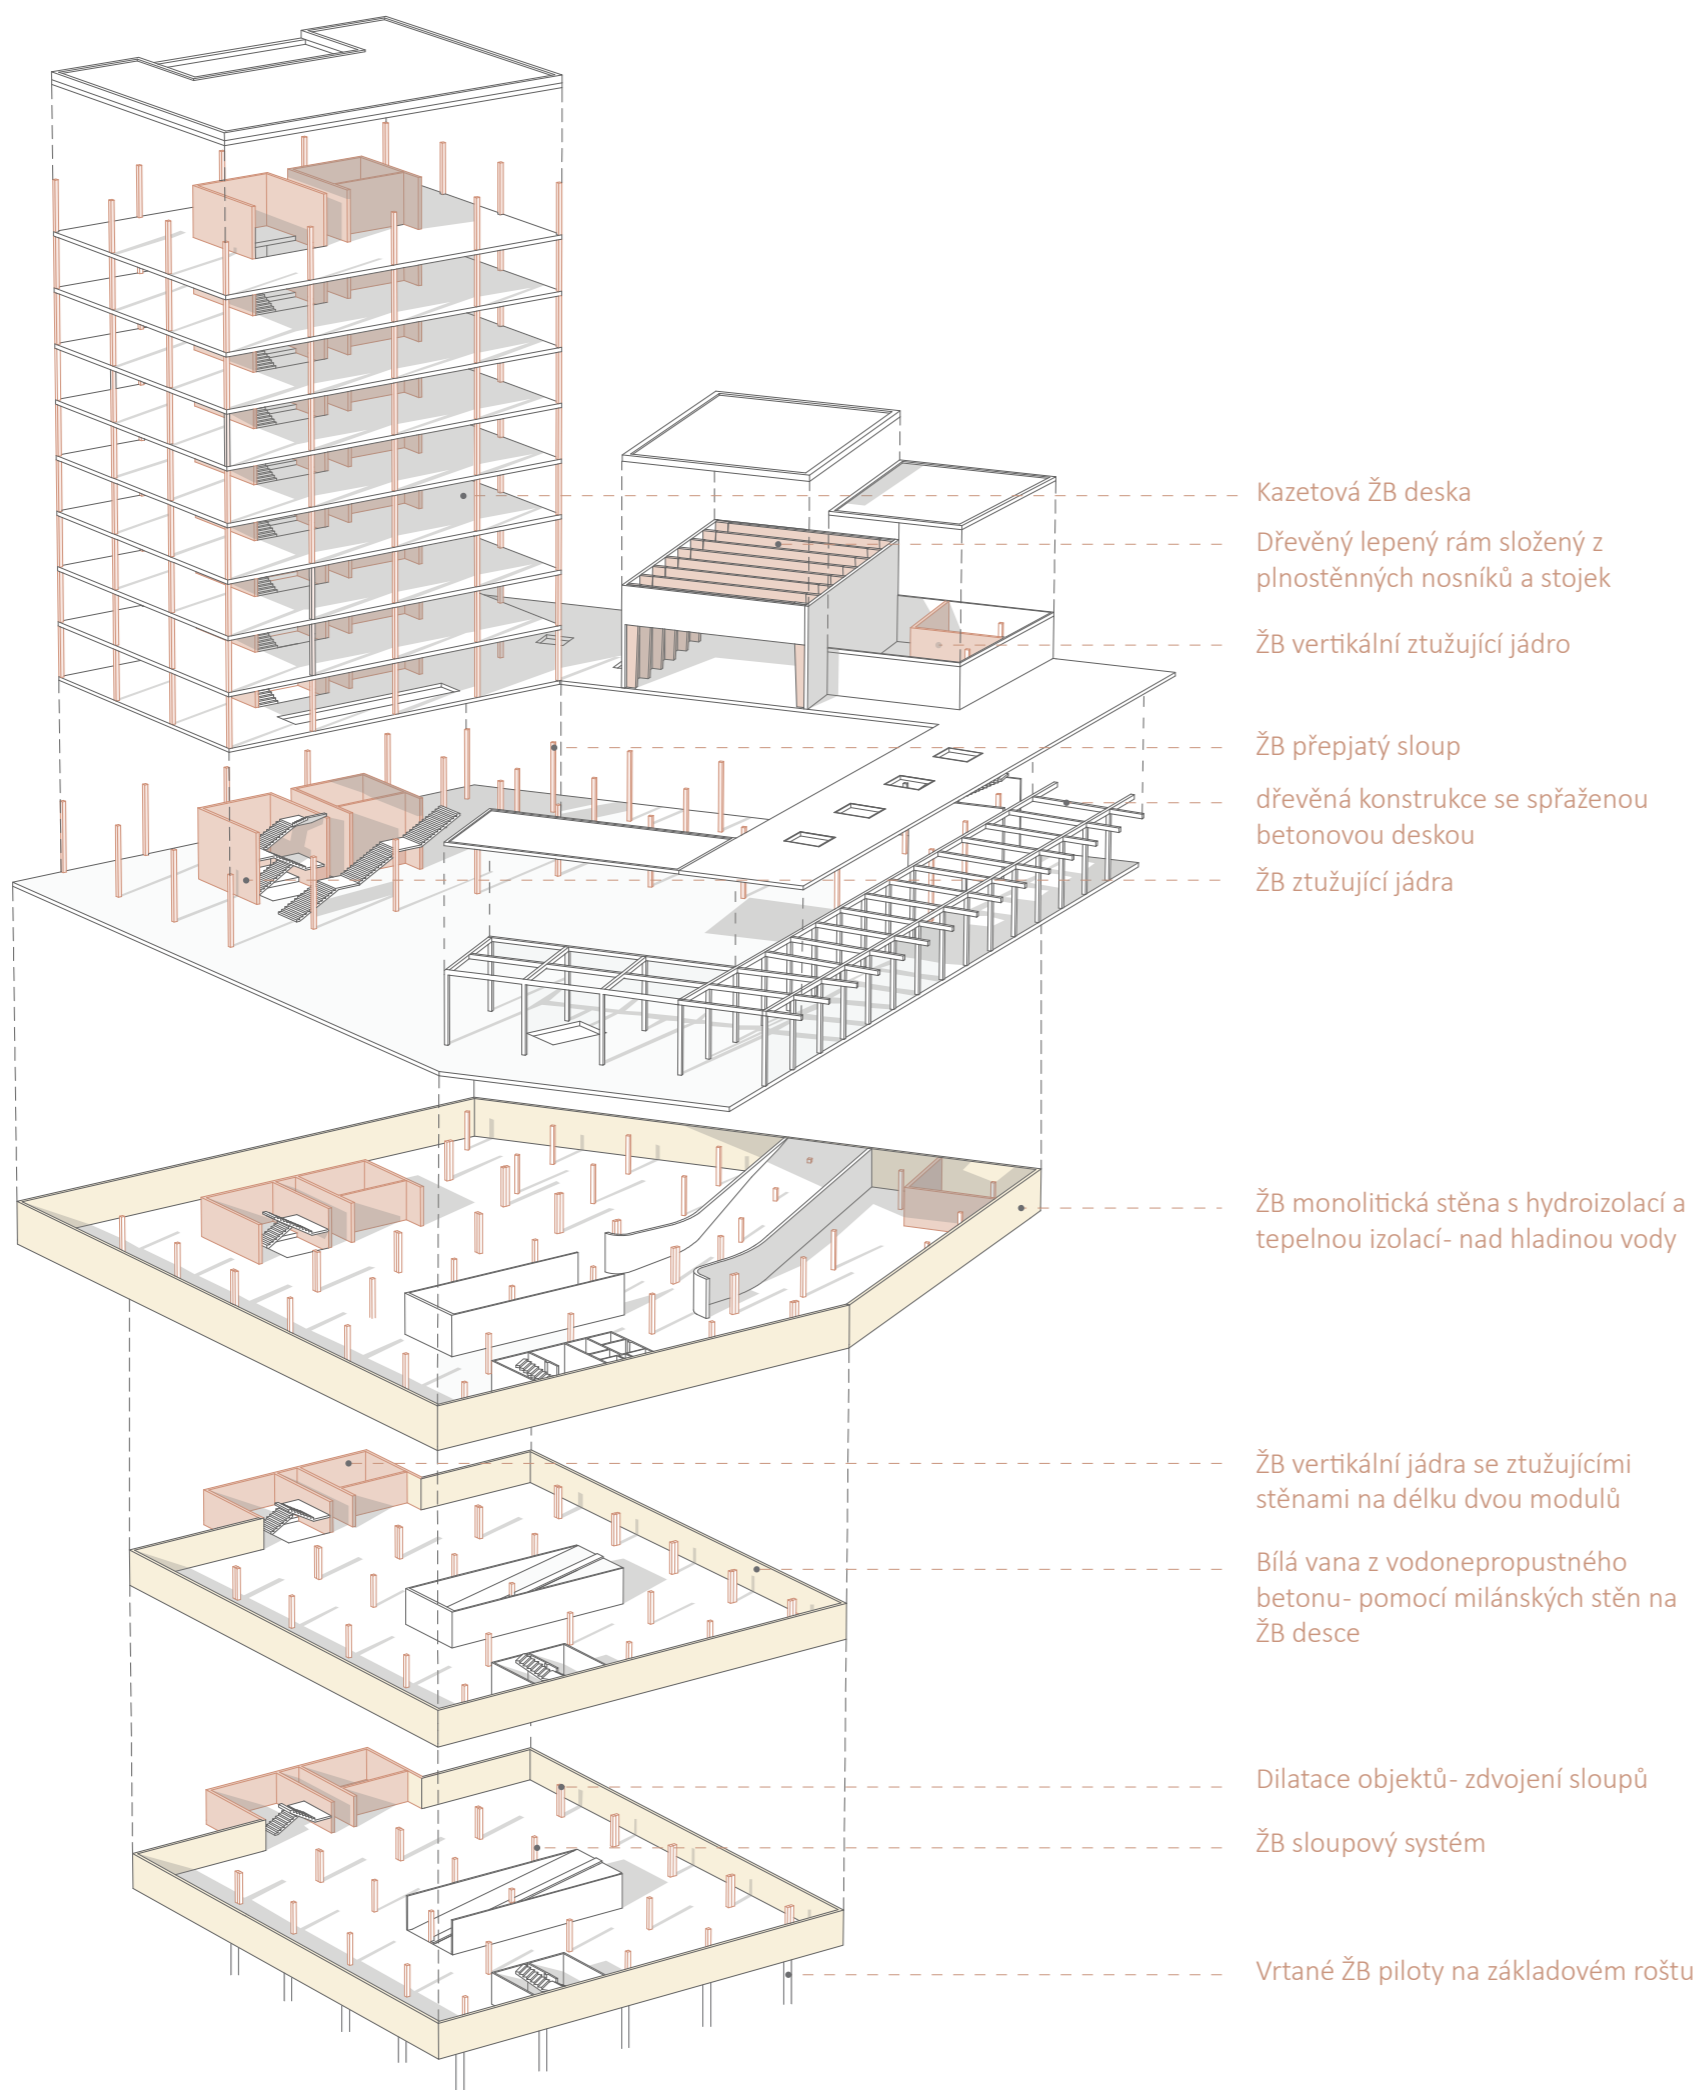 Kazetová ŽB deska
Dřevěný lepený rám složený z
plnostěnných nosníků a stojek
ŽB vertikální ztužující jádro
ŽB přepjatý sloup
dřevěná konstrukce se spřaženou
betonovou deskou
ŽB ztužující jádra
ŽB monolitická stěna s hydroizolací a
tepelnou izolací- nad hladinou vody
ŽB vertikální jádra se ztužujícími
stěnami na délku dvou modulů
Bílá vana z vodonepropustného
betonu- pomocí milánských stěn na
ŽB desce
Dilatace objektů- zdvojení sloupů
ŽB sloupový systém
Vrtané ŽB piloty na základovém roštu